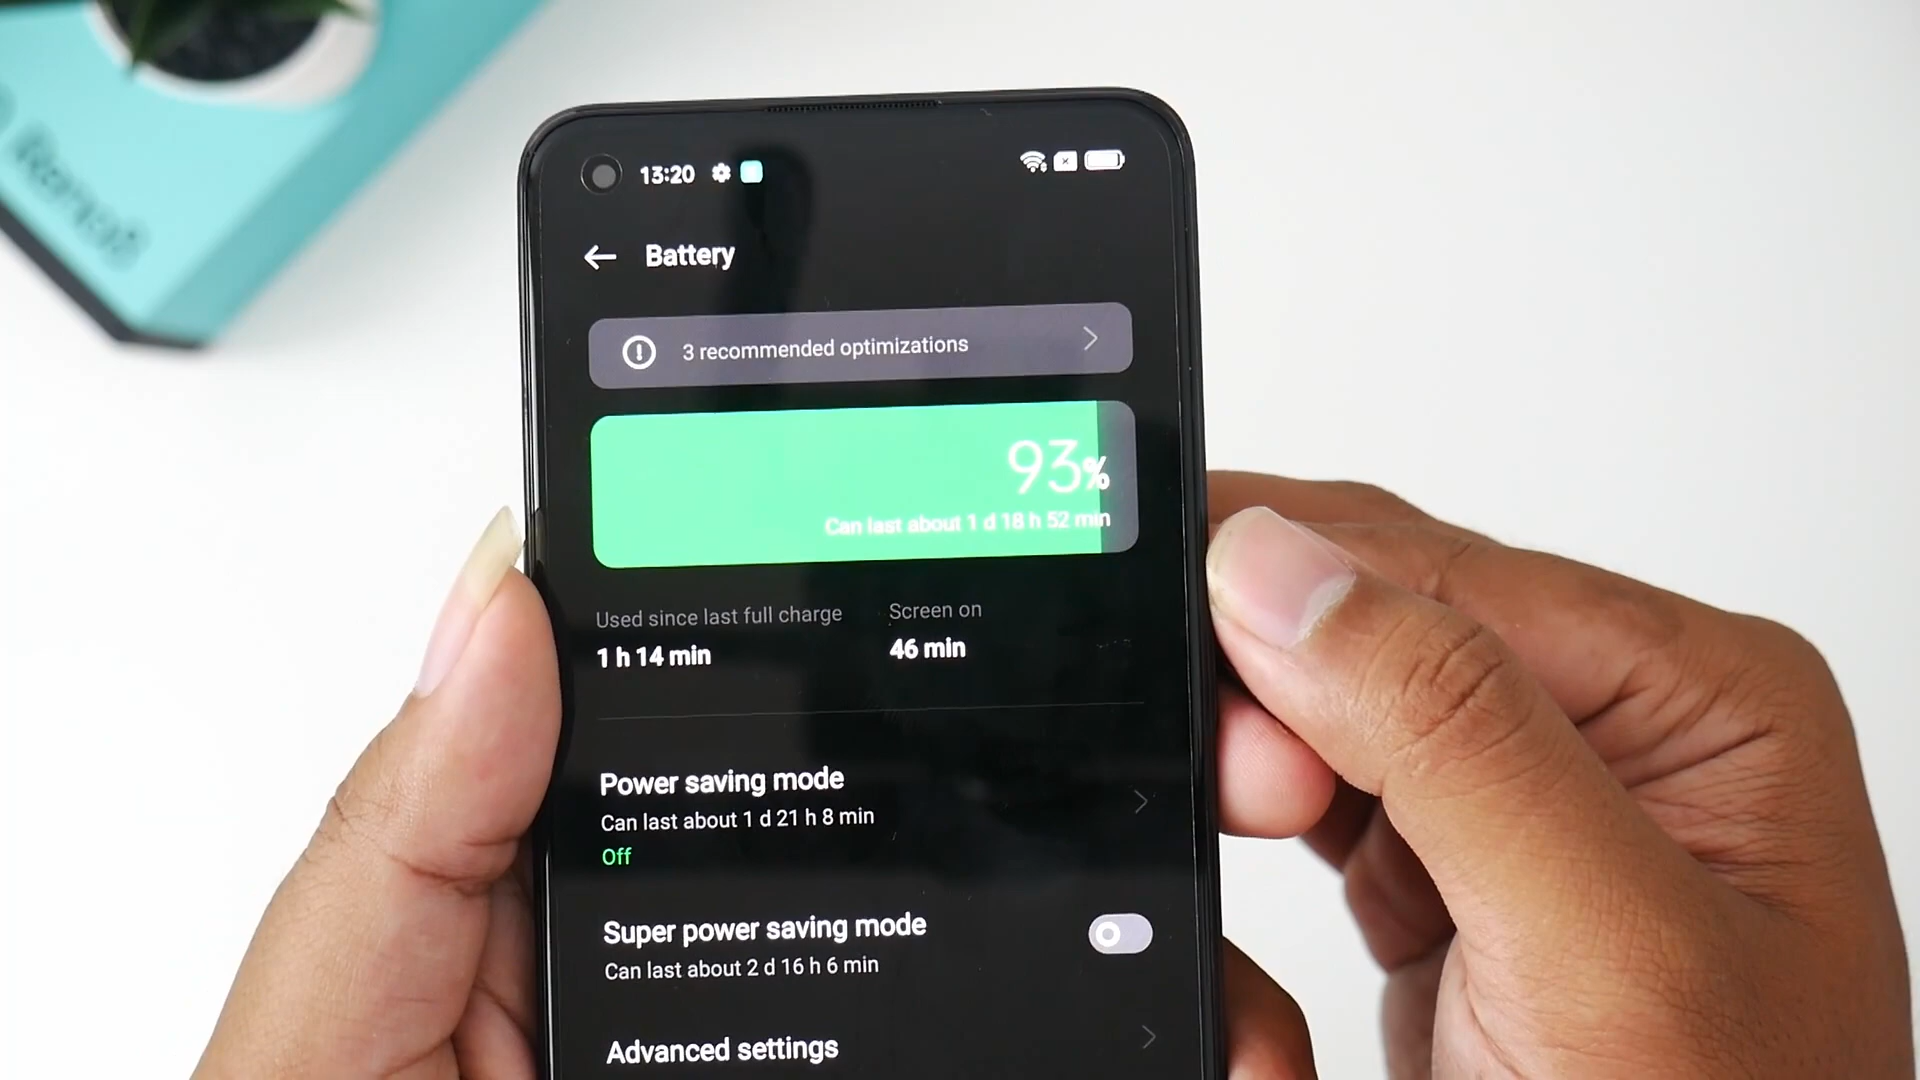 13:20
Battery
3 recommended optimizations
93%
Can last about 1 d 18 h 52 min
Used since last full charge
Screen on
1 h 14 min
46 min
Power saving mode
Can last about 1 d 21 h 8 min
Off
Super power saving mode
Can last about 2 d 16 h 6 min
Advanced settings